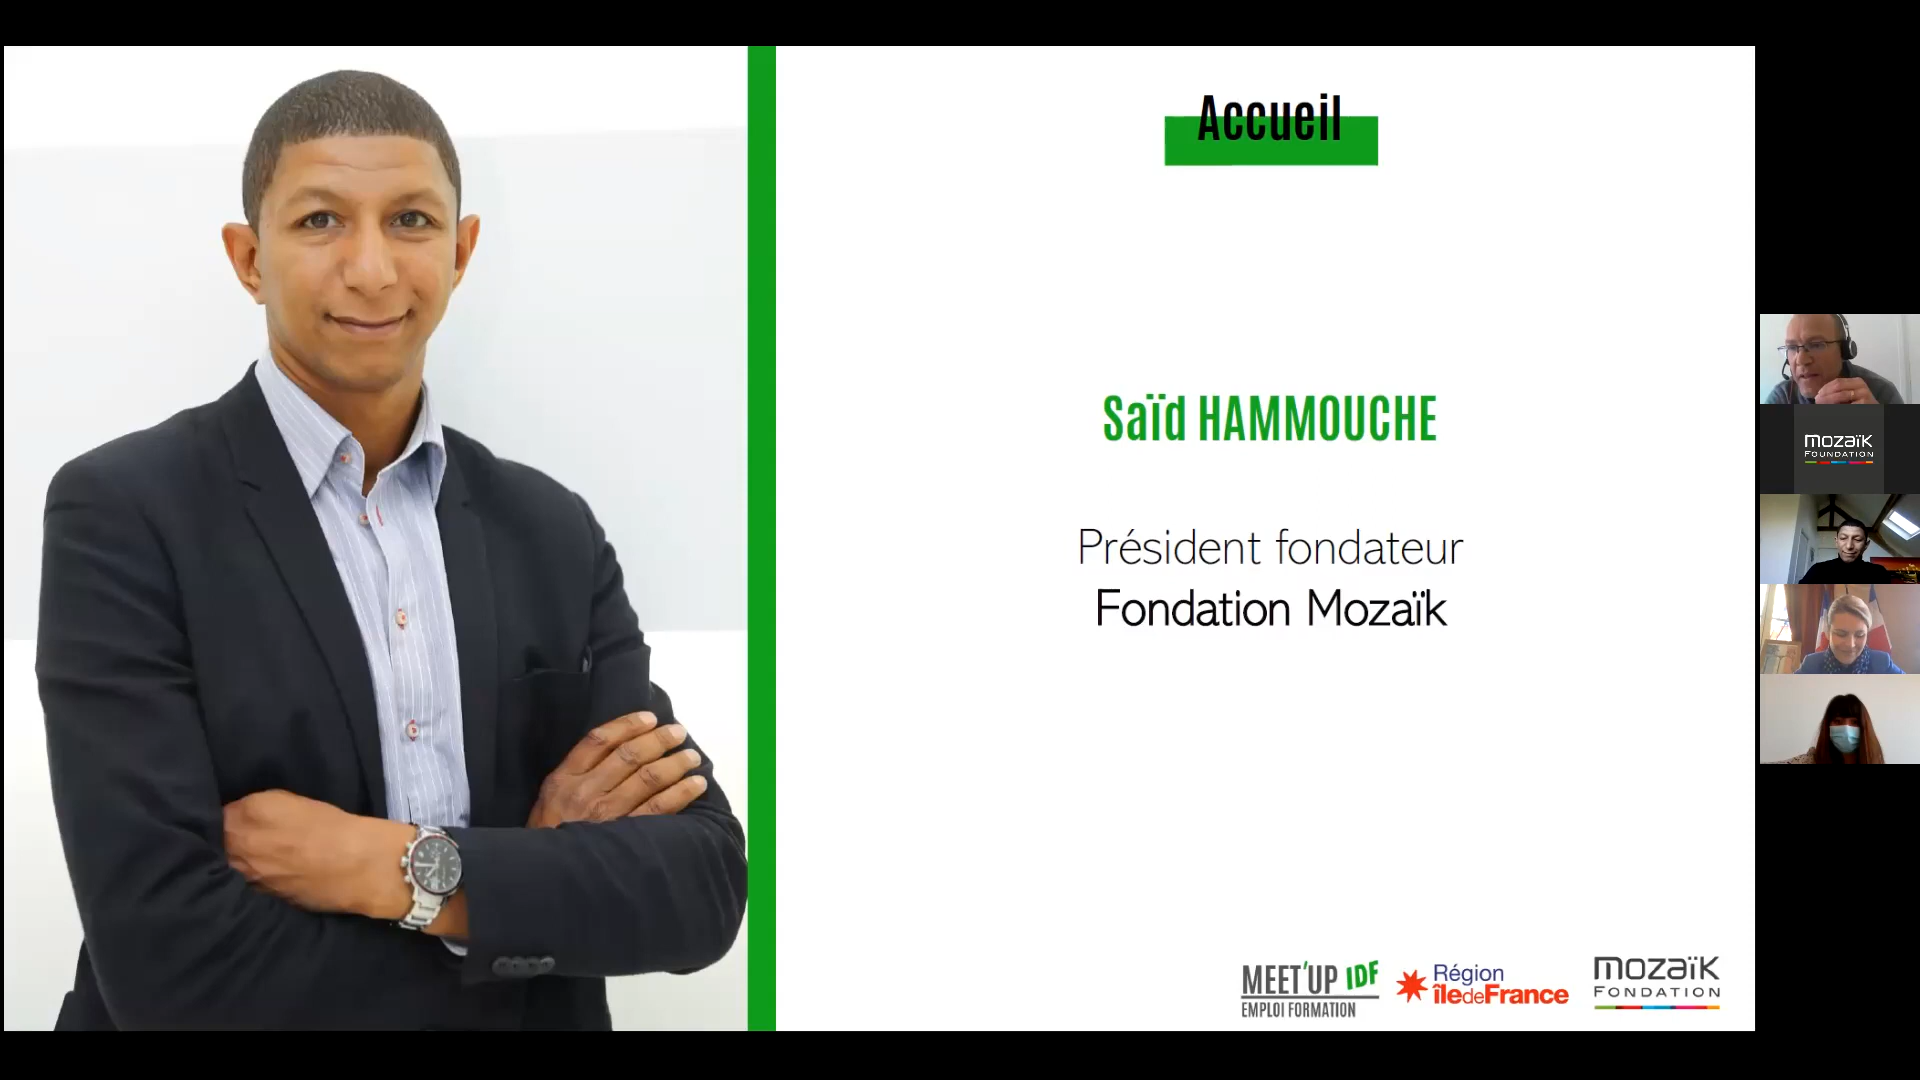 Accueil
Saïd HAMMOUCHE
Président fondateur
Fondation Mozaïk
MEET'UP IDF
EMPLOI FORMATION
Région
îledeFrance
mozaïk
FONDATION
mozaïk
FOUNDATION